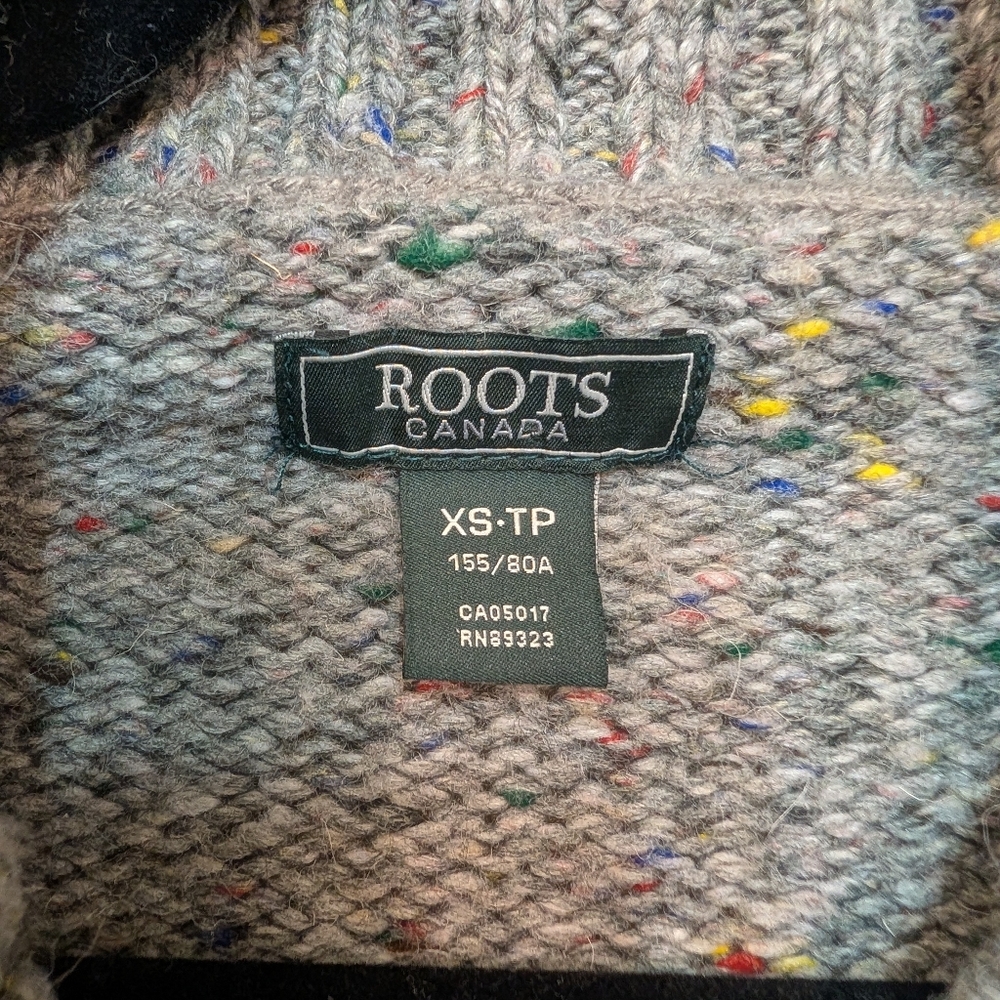 ROOTS
CANADA
XS·TP
155/80A
CA05017
RN89323